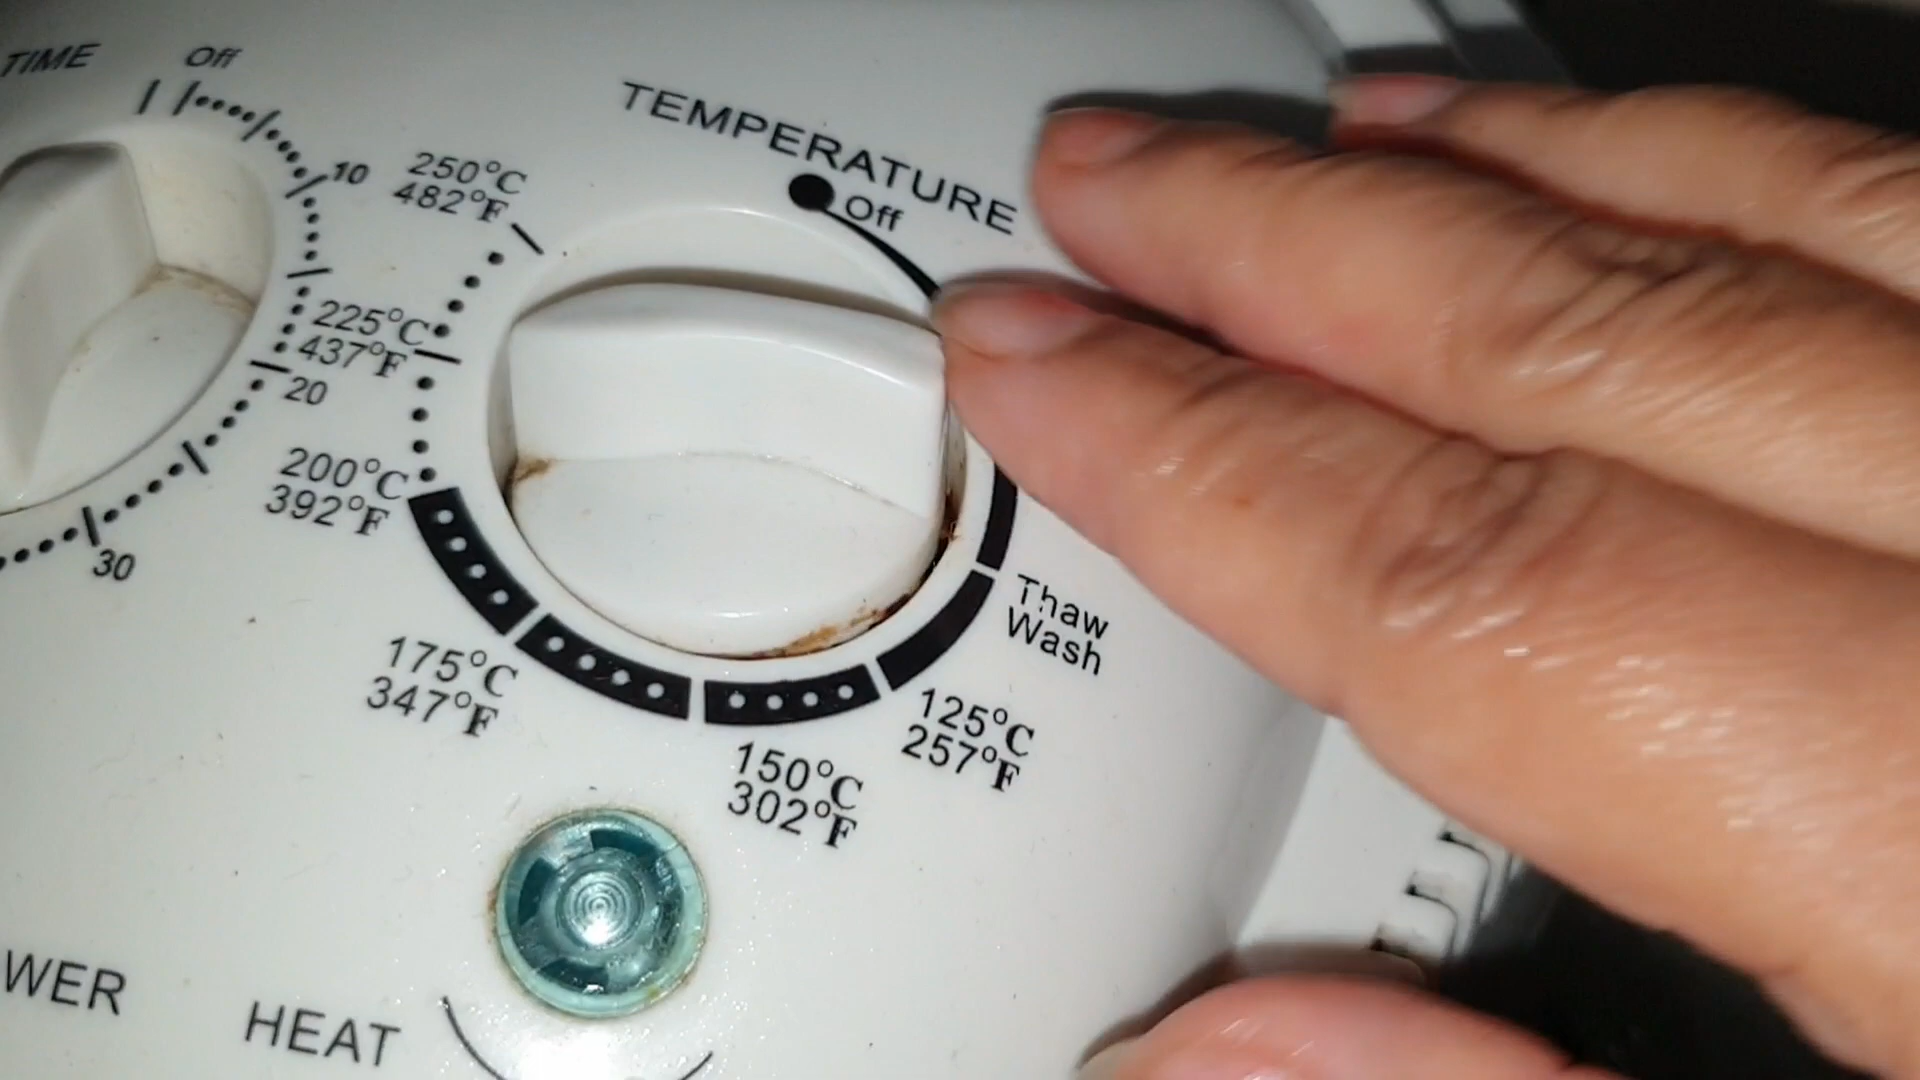 TIME
Off
10
20
30
TEMPERATURE
Off
250°C
482°F
225°C
437°F
200°C
392°F
175°C
347°F
150°C
302°F
125°C
257°F
Thaw
Wash
WER
HEAT